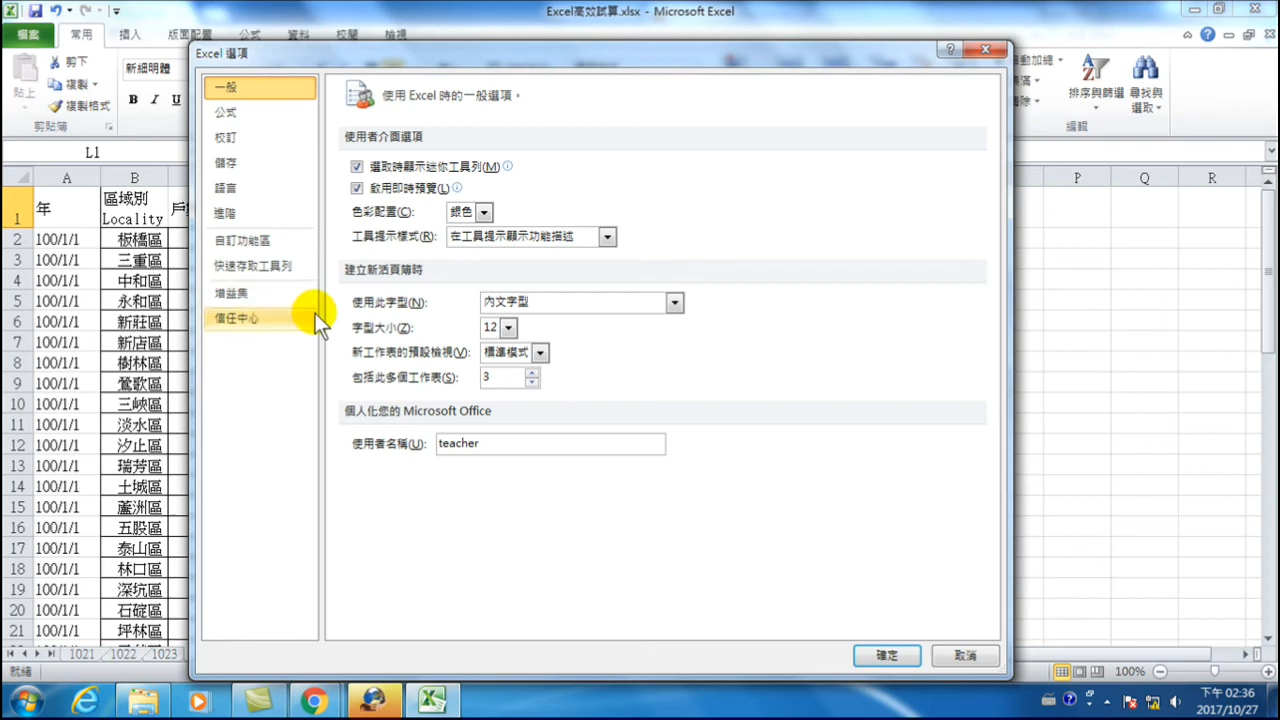 Excel高效試算.xlsx - Microsoft Excel
檔案 常用 插入 版面配置 公式 資料 校閱 檢視
剪下
複製
貼上 複製格式
剪貼簿
新細明體
B I U
自動加總
填滿
清除
排序與篩選 尋找與
選取
編輯
L1
A B P Q R
1 年 區域別
Locality 戶
2 100/1/1 板橋區
3 100/1/1 三重區
4 100/1/1 中和區
5 100/1/1 永和區
6 100/1/1 新莊區
7 100/1/1 新店區
8 100/1/1 樹林區
9 100/1/1 鶯歌區
10 100/1/1 三峽區
11 100/1/1 淡水區
12 100/1/1 汐止區
13 100/1/1 瑞芳區
14 100/1/1 土城區
15 100/1/1 蘆洲區
16 100/1/1 五股區
17 100/1/1 泰山區
18 100/1/1 林口區
19 100/1/1 深坑區
20 100/1/1 石碇區
21 100/1/1 坪林區
1021 1022 1023
就緒
100%
Excel 選項
一般
公式
校訂
儲存
語言
進階
自訂功能區
快速存取工具列
增益集
信任中心
使用 Excel 時的一般選項。
使用者介面選項
選取時顯示迷你工具列(M)
啟用即時預覽(L)
色彩配置(C): 銀色
工具提示樣式(R): 在工具提示顯示功能描述
建立新活頁簿時
使用此字型(N): 內文字型
字型大小(Z): 12
新工作表的預設檢視(V): 標準模式
包括此多個工作表(S): 3
個人化您的 Microsoft Office
使用者名稱(U): teacher
確定 取消
下午 02:36
2017/10/27